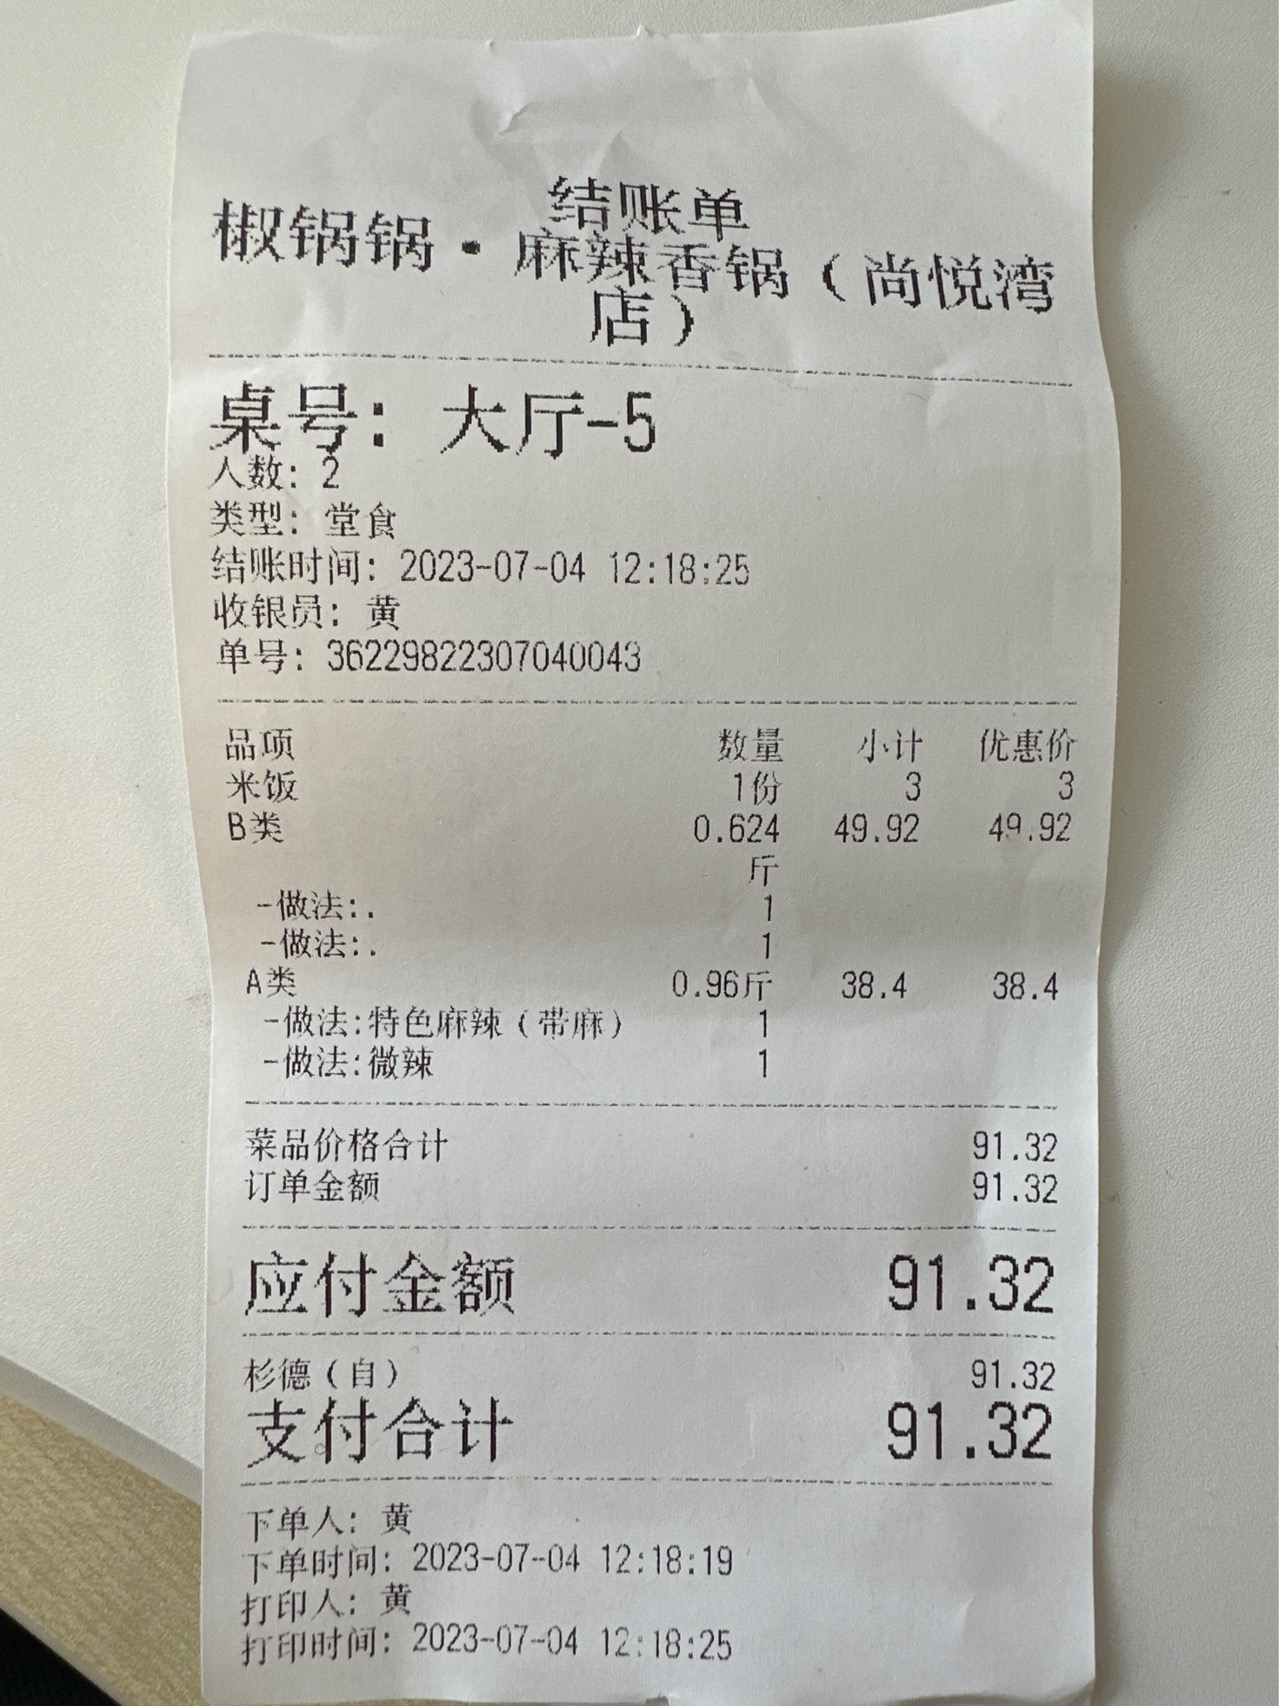 结账单
椒锅锅·麻辣香锅（尚悦湾
店）
桌号: 大厅-5
人数: 2
类型: 堂食
结账时间: 2023-07-04 12:18:25
收银员: 黄
单号: 36229822307040043
品项 数量 小计 优惠价
米饭 1份 3 3
B类 0.624 49.92 49.92
斤
-做法:. 1
-做法:. 1
A类 0.96斤 38.4 38.4
-做法:特色麻辣（带麻） 1
-做法:微辣 1
菜品价格合计 91.32
订单金额 91.32
应付金额 91.32
杉德（自） 91.32
支付合计 91.32
下单人: 黄
下单时间: 2023-07-04 12:18:19
打印人: 黄
打印时间: 2023-07-04 12:18:25